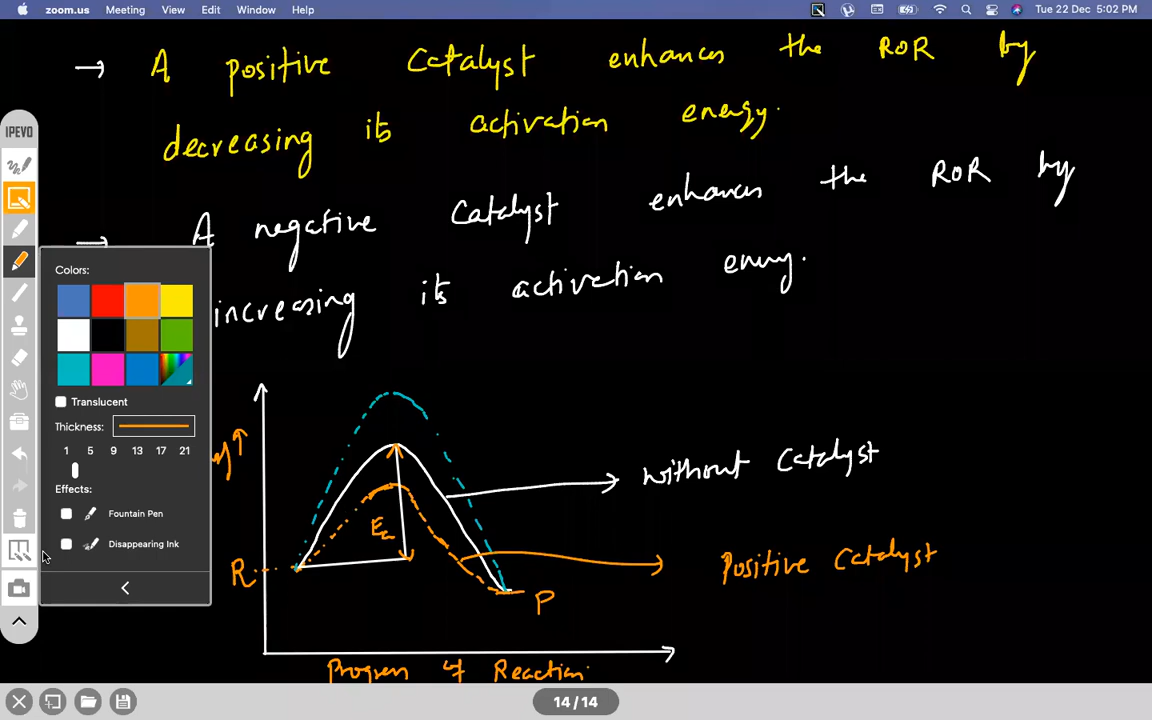 zoom.us Meeting View Edit Window Help Tue 22 Dec 5:02 PM
→ A positive Catalyst enhances the ROR by
decreasing its activation energy.
→ A negative Catalyst enhances the ROR by
increasing its activation energy.
IPEVO
Colors:
Translucent
Thickness:
1 5 9 13 17 21
Effects:
Fountain Pen
Disappearing Ink
without Catalyst
Ea
R
Positive Catalyst
P
Progress of Reaction
14/14